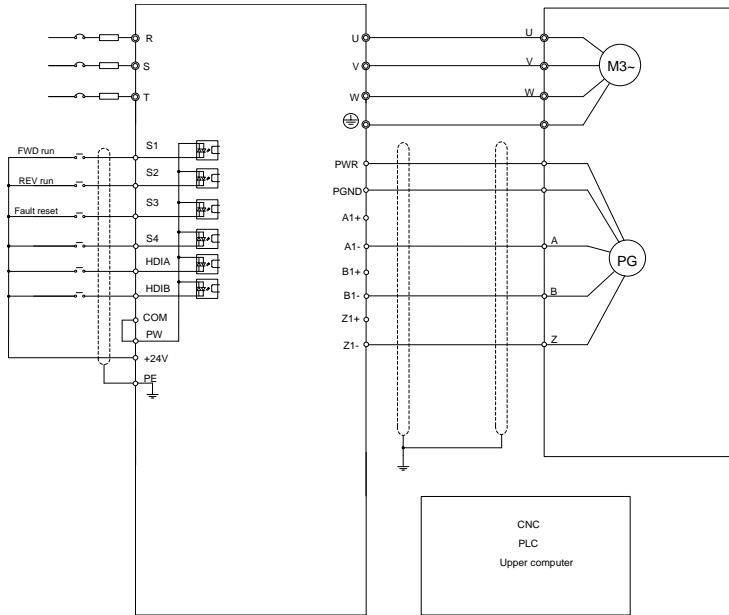 R
S
T
U
V
W
U
V
W
M3~
FWD run
REV run
Fault reset
S1
S2
S3
S4
HDIA
HDIB
COM
PW
+24V
PE
PWR
PGND
A1+
A1-
B1+
B1-
Z1+
Z1-
A
B
Z
PG
CNC
PLC
Upper computer